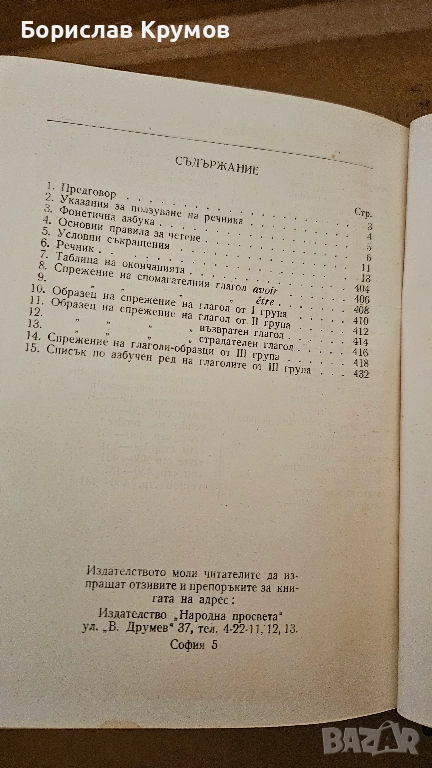 Борислав Крумов
СЪДЪРЖАНИЕ
Стр.
1. Предговор . . . . . . . . . . 3
2. Указания за ползуване на речника . . . . 4
3. Фонетична азбука . . . . . . . . 5
4. Основни правила за четене . . . . . . 6
5. Условни съкращения . . . . . . . 11
6. Речник . . . . . . . . . . . 13
7. Таблица на окончанията . . . . . . 404
8. Спрежение на спомагателния глагол avoir . . . 406
9. „ „ „ „ être . . . 408
10. Образец на спрежение на глагол от I група . . 410
11. Образец на спрежение на глагол от II група . . 412
12. „ „ „ „ възвратен глагол . . 414
13. „ „ „ „ страдателен глагол . . 416
14. Спрежение на глаголи-образци от III група . . 418
15. Списък по азбучен ред на глаголите от III група . 432
Издателството моли читателите да из-
пращат отзивите и препоръките за кни-
гата на адрес:
Издателство „Народна просвета“
ул. „В. Друмев“ 37, тел. 4-22-11, 12, 13.
София 5
BAZAR